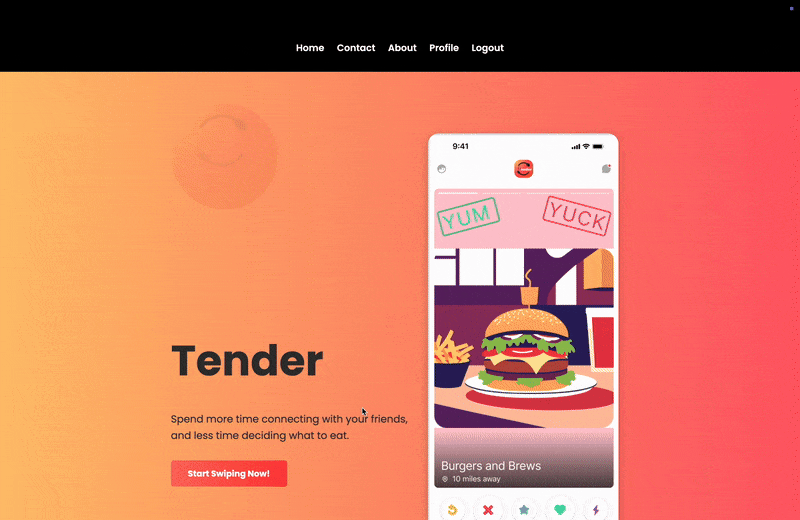 Home Contact About Profile Logout
9:41
YUM YUCK
Tender
Spend more time connecting with your friends,
and less time deciding what to eat.
Start Swiping Now!
Burgers and Brews
10 miles away